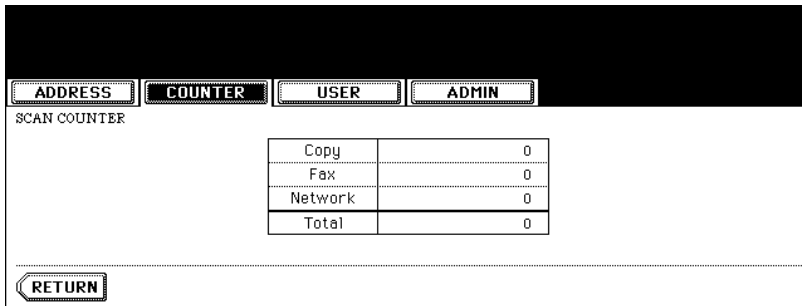 ADDRESS COUNTER USER ADMIN
SCAN COUNTER
Copy 0
Fax 0
Network 0
Total 0
RETURN